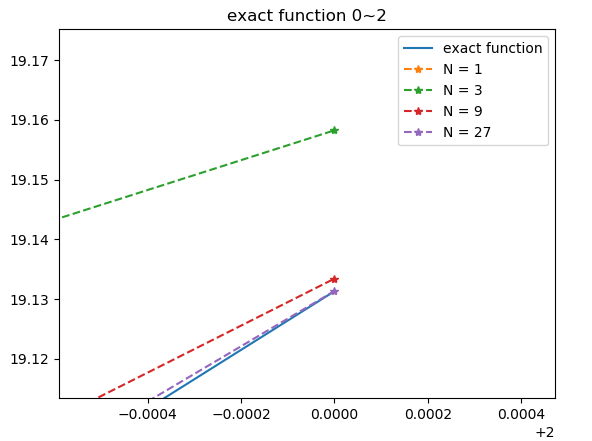 exact function 0~2
exact function
N = 1
N = 3
N = 9
N = 27
19.17
19.16
19.15
19.14
19.13
19.12
−0.0004
−0.0002
0.0000
0.0002
0.0004
+2